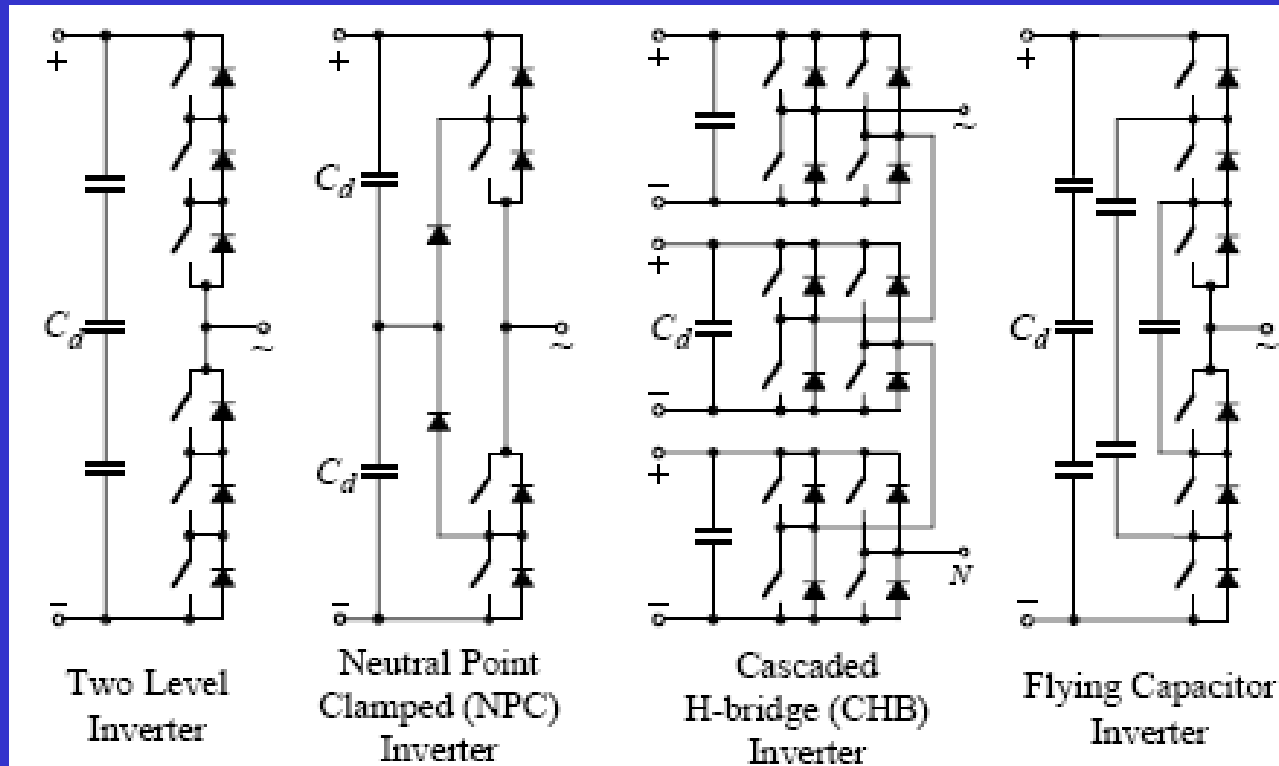 +
−
C_d
~
Two Level
Inverter
+
−
C_d
C_d
~
Neutral Point
Clamped (NPC)
Inverter
+
−
~
+
−
C_d
+
−
N
Cascaded
H-bridge (CHB)
Inverter
+
−
C_d
~
Flying Capacitor
Inverter